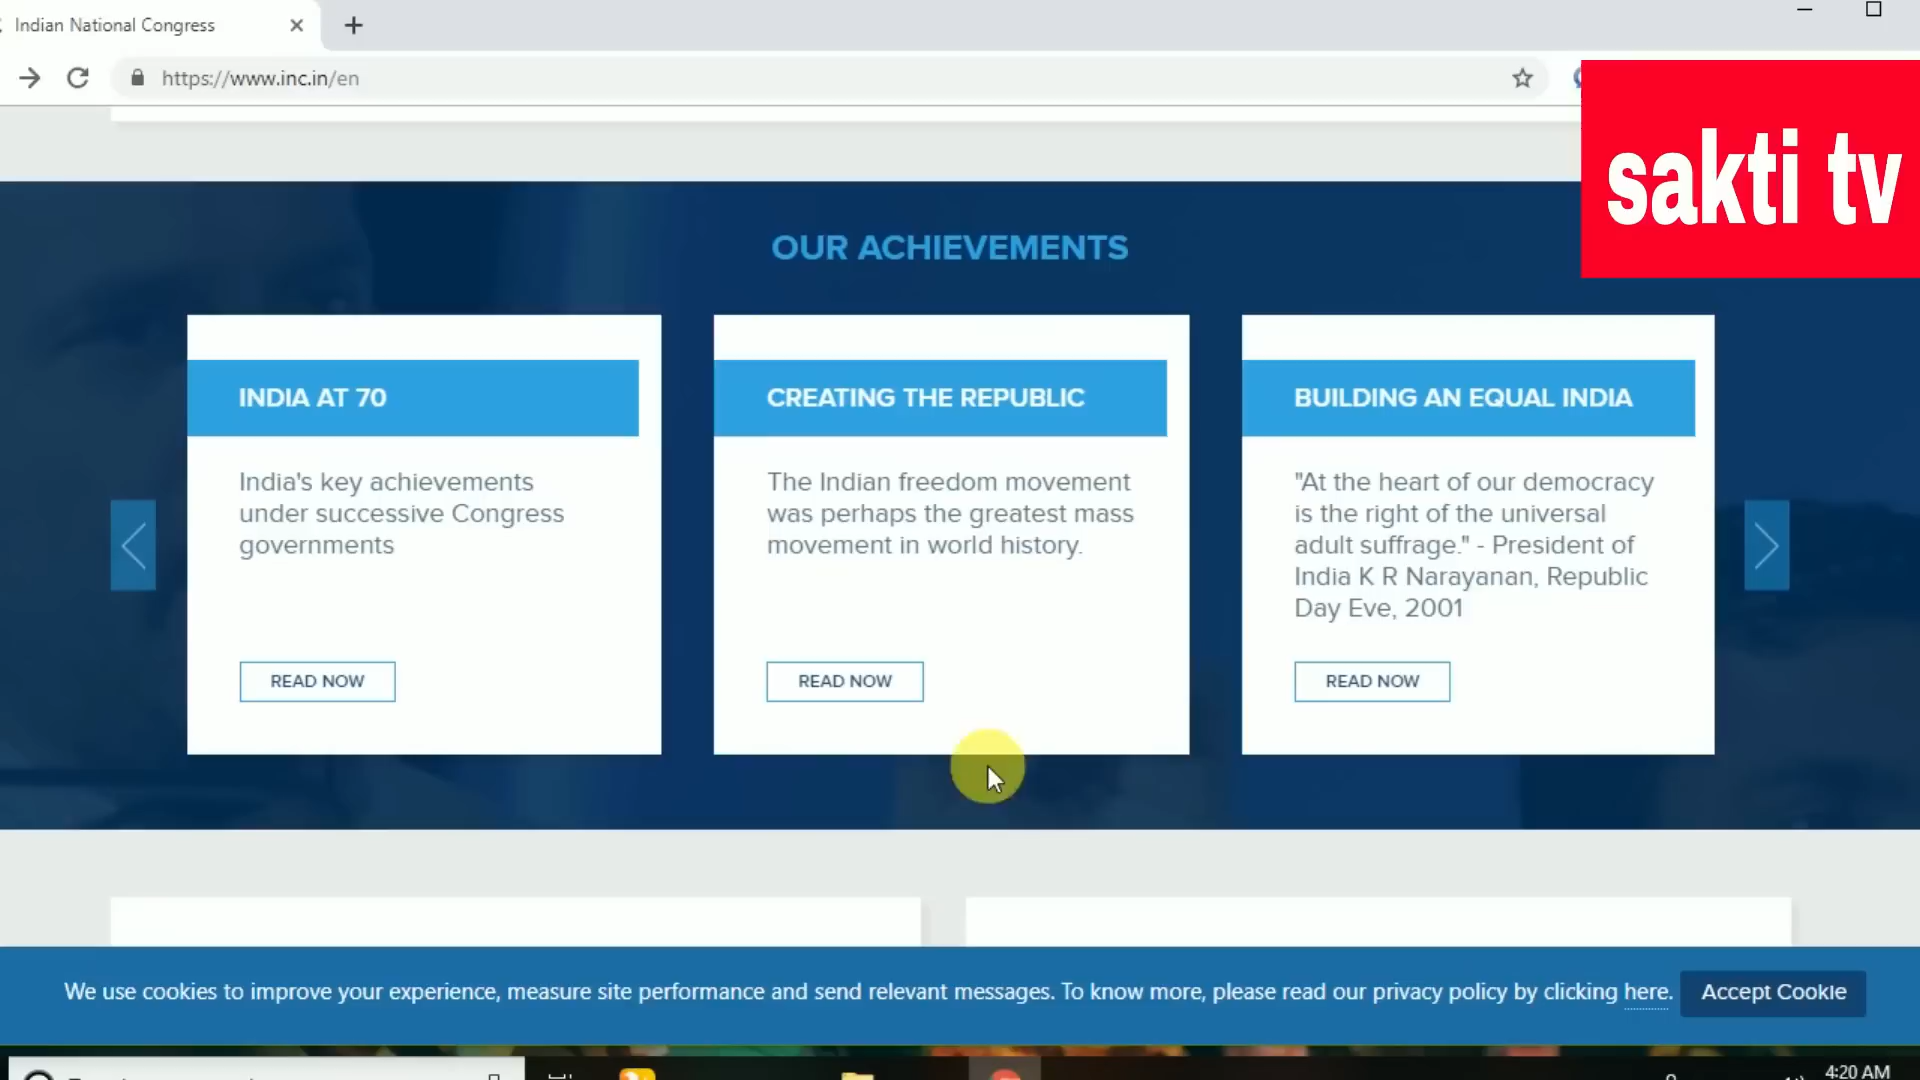 Indian National Congress
https://www.inc.in/en
sakti tv
OUR ACHIEVEMENTS
INDIA AT 70
India's key achievements
under successive Congress
governments
READ NOW
CREATING THE REPUBLIC
The Indian freedom movement
was perhaps the greatest mass
movement in world history.
READ NOW
BUILDING AN EQUAL INDIA
"At the heart of our democracy
is the right of the universal
adult suffrage." - President of
India K R Narayanan, Republic
Day Eve, 2001
READ NOW
We use cookies to improve your experience, measure site performance and send relevant messages. To know more, please read our privacy policy by clicking here.
Accept Cookie
4:20 AM